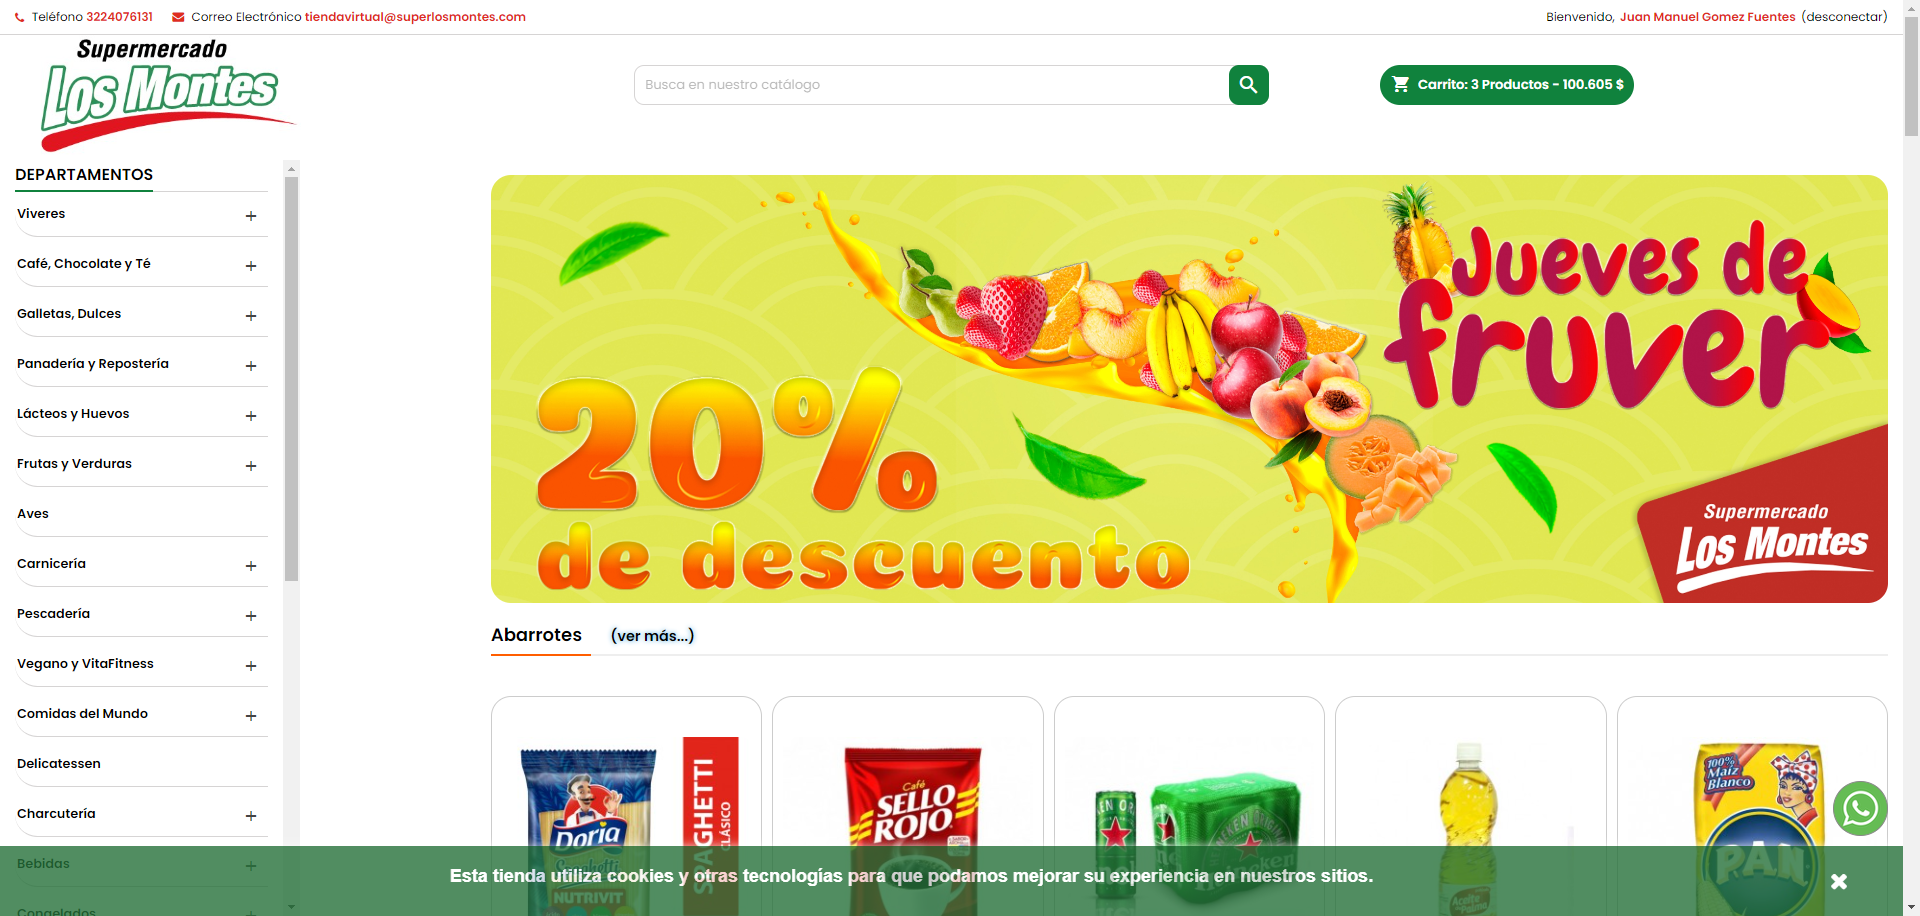 Teléfono 3224076131 Correo Electrónico tiendavirtual@superlosmontes.com
Bienvenido, Juan Manuel Gomez Fuentes (desconectar)
Supermercado
Los Montes
Busca en nuestro catálogo
Carrito: 3 Productos - 100.605 $
DEPARTAMENTOS
Viveres
Café, Chocolate y Té
Galletas, Dulces
Panadería y Repostería
Lácteos y Huevos
Frutas y Verduras
Aves
Carnicería
Pescadería
Vegano y VitaFitness
Comidas del Mundo
Delicatessen
Charcutería
Bebidas
Congelados
Jueves de
fruver
20%
de descuento
Supermercado
Los Montes
Abarrotes (ver más...)
Doria
Spaghetti
NUTRIVIT
SPAGHETTI
CLÁSICO
Café
SELLO
ROJO
Heineken
100%
Maíz
Blanco
PAN
Esta tienda utiliza cookies y otras tecnologías para que podamos mejorar su experiencia en nuestros sitios.